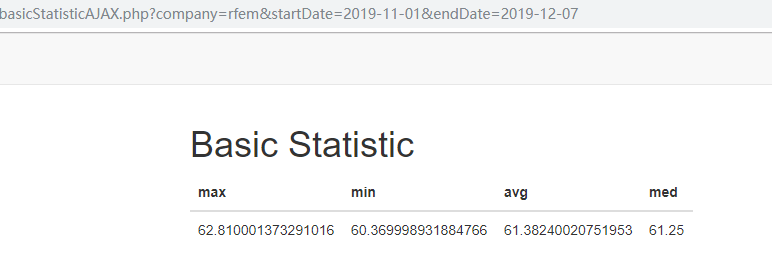 basicStatisticAJAX.php?company=rfem&startDate=2019-11-01&endDate=2019-12-07
Basic Statistic
max min avg med
62.810001373291016 60.369998931884766 61.38240020751953 61.25